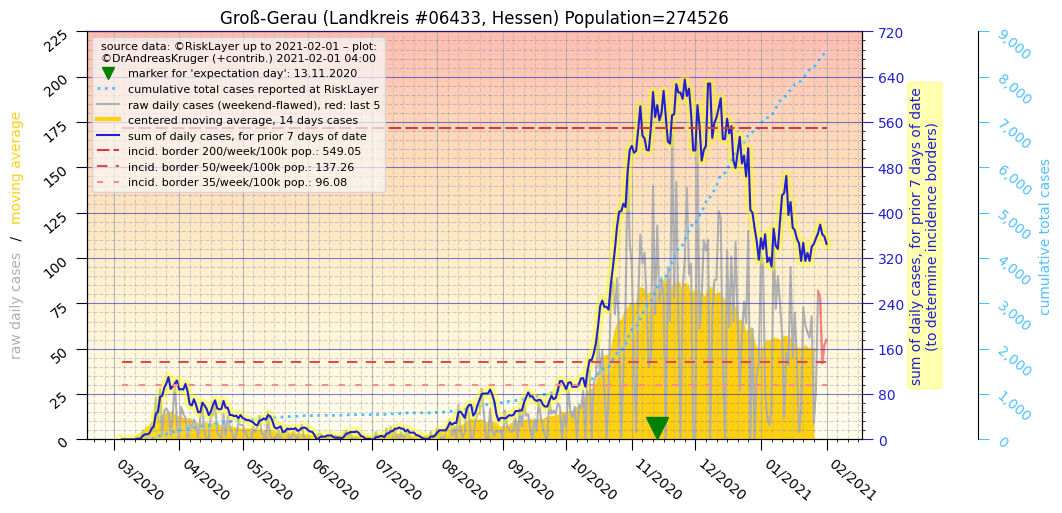 Groß-Gerau (Landkreis #06433, Hessen) Population=274526
source data: ©RiskLayer up to 2021-02-01 – plot:
©DrAndreasKruger (+contrib.) 2021-02-01 04:00
marker for 'expectation day': 13.11.2020
cumulative total cases reported at RiskLayer
raw daily cases (weekend-flawed), red: last 5
centered moving average, 14 days cases
sum of daily cases, for prior 7 days of date
incid. border 200/week/100k pop.: 549.05
incid. border 50/week/100k pop.: 137.26
incid. border 35/week/100k pop.: 96.08
raw daily cases / moving average
225
200
175
150
125
100
75
50
25
0
03/2020
04/2020
05/2020
06/2020
07/2020
08/2020
09/2020
10/2020
11/2020
12/2020
01/2021
02/2021
720
640
560
480
400
320
240
160
80
0
sum of daily cases, for prior 7 days of date
(to determine incidence borders)
9,000
8,000
7,000
6,000
5,000
4,000
3,000
2,000
1,000
0
cumulative total cases